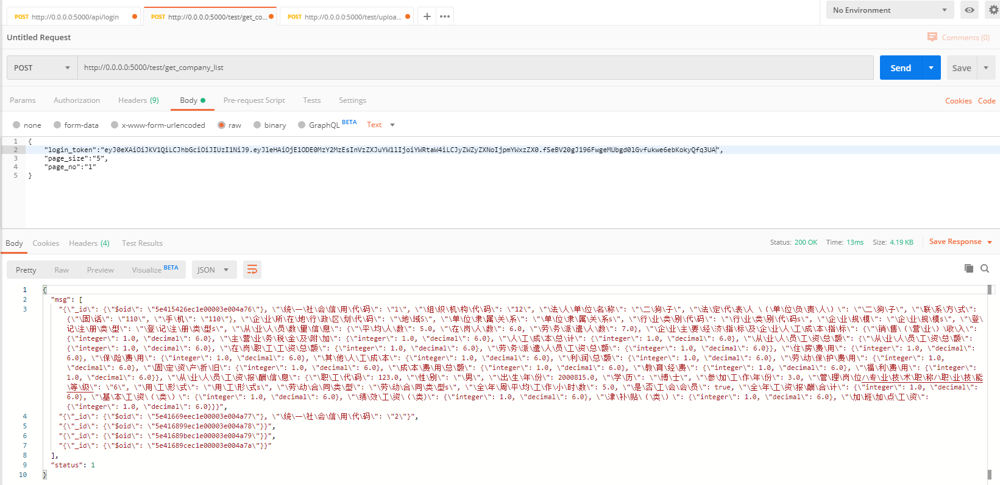 POST http://0.0.0.0:5000/api/login POST http://0.0.0.0:5000/test/get_co... POST http://0.0.0.0:5000/test/uploa... + ••• No Environment
Untitled Request Comments (0)
POST http://0.0.0.0:5000/test/get_company_list Send Save
Params Authorization Headers (9) Body Pre-request Script Tests Settings Cookies Code
none form-data x-www-form-urlencoded raw binary GraphQL BETA Text
1 {
2 "login_token":"eyJ0eXAiOiJKV1QiLCJhbGciOiJIUzI1NiJ9.eyJleHAiOjE1ODE0MzY2MzEsInVzZXJuYW1lIjoiYWRtaW4iLCJyZWZyZXNoIjpmYWxzZX0.fSeBV20gJ196FwgeMUbgd0lGvfukwe6ebKokyQfq3UA",
3 "page_size":"5",
4 "page_no":"1"
5 }
Body Cookies Headers (4) Test Results Status: 200 OK Time: 13ms Size: 4.19 KB Save Response
Pretty Raw Preview Visualize BETA JSON
1 {
2 "msg": [
3 "{\"_id\": {\"$oid\": \"5e415426ec1e00003e004a76\"}, \"\统\一\社\会\信\用\代\码\": \"1\", \"组\织\机\构\代\码\": \"12\", \"法\人\单\位\名\称\": \"二\狗\子\", \"法\定\代\表\人 \(\单\位\负\责\人\)\": \"二\狗\子\", \"联\系\方\式\":
{\"\固\话\": \"110\", \"手\机\": \"110\"}, \"企\业\所\在\地\行\政\区\划\代\码\": \"地\域S\", \"单\位\隶\属\关\系\": \"单\位\隶\属\关\系s\", \"行\业\类\别\代\码\": \"行\业\类\别\代\码s\", \"企\业\规\模\": \"企\业\规\模s\", \"登\
记\注\册\类\型\": \"登\记\注\册\类\型s\", \"从\业\人\员\数\量\信\息\": {\"平\均\人\数\": 5.0, \"在\岗\人\数\": 6.0, \"劳\务\派\遣\人\数\": 7.0}, \"企\业\主\要\经\济\指\标\及\企\业\人\工\成\本\指\标\": {\"销\售\(\营\业\)\收\入\":
{\"integer\": 1.0, \"decimal\": 6.0}, \"主\营\业\务\税\金\及\附\加\": {\"integer\": 1.0, \"decimal\": 6.0}, \"人\工\成\本\总\计\": {\"integer\": 1.0, \"decimal\": 6.0}, \"从\业\人\员\工\资\总\额\": {\"从\业\人\员\工\资\总\额\":
{\"integer\": 1.0, \"decimal\": 6.0}, \"在\岗\职\工\工\资\总\额\": {\"integer\": 1.0, \"decimal\": 6.0}, \"劳\务\派\遣\人\员\工\资\总\额\": {\"integer\": 1.0, \"decimal\": 6.0}}, \"住\房\费\用\": {\"integer\": 1.0, \"decimal\":
6.0}, \"保\险\费\用\": {\"integer\": 1.0, \"decimal\": 6.0}, \"其\他\人\工\成\本\": {\"integer\": 1.0, \"decimal\": 6.0}, \"利\润\总\额\": {\"integer\": 1.0, \"decimal\": 6.0}, \"劳\动\保\护\费\用\": {\"integer\": 1.0,
\"decimal\": 6.0}, \"固\定\资\产\折\旧\": {\"integer\": 1.0, \"decimal\": 6.0}, \"成\本\费\用\总\额\": {\"integer\": 1.0, \"decimal\": 6.0}, \"教\育\经\费\": {\"integer\": 1.0, \"decimal\": 6.0}, \"福\利\费\用\": {\"integer\":
1.0, \"decimal\": 6.0}}, \"从\业\人\员\工\资\报\酬\信\息\": {\"职\工\代\码\": 123.0, \"性\别\": \"男\", \"出\生\年\份\": 2000815.0, \"学\历\": \"博\士\", \"参\加\工\作\年\份\": 3.0, \"管\理\岗\位/\专\业\技\术\职\称/\职\业\技\能
\等\级\": \"6\", \"用\工\形\式\": \"用\工\形\式s\", \"劳\动\合\同\类\型\": \"劳\动\合\同\类\型s\", \"全\年\周\平\均\工\作\小\时\数\": 5.0, \"是\否\工\会\会\员\": true, \"全\年\工\资\报\酬\合\计\": {\"integer\": 1.0, \"decimal\":
6.0}, \"基\本\工\资\(\类\)\": {\"integer\": 1.0, \"decimal\": 6.0}, \"绩\效\工\资\(\类)\": {\"integer\": 1.0, \"decimal\": 6.0}, \"津\补\贴\(\类\)\": {\"integer\": 1.0, \"decimal\": 6.0}, \"加\班\加\点\工\资\":
{\"integer\": 1.0, \"decimal\": 6.0}}}",
4 "{\"_id\": {\"$oid\": \"5e41669eec1e00003e004a77\"}, \"\统\一\社\会\信\用\代\码\": \"2\"}",
5 "{\"_id\": {\"$oid\": \"5e416899ec1e00003e004a78\"}}",
6 "{\"_id\": {\"$oid\": \"5e41689bec1e00003e004a79\"}}",
7 "{\"_id\": {\"$oid\": \"5e41689cec1e00003e004a7a\"}}"
8 ],
9 "status": 1
10 }